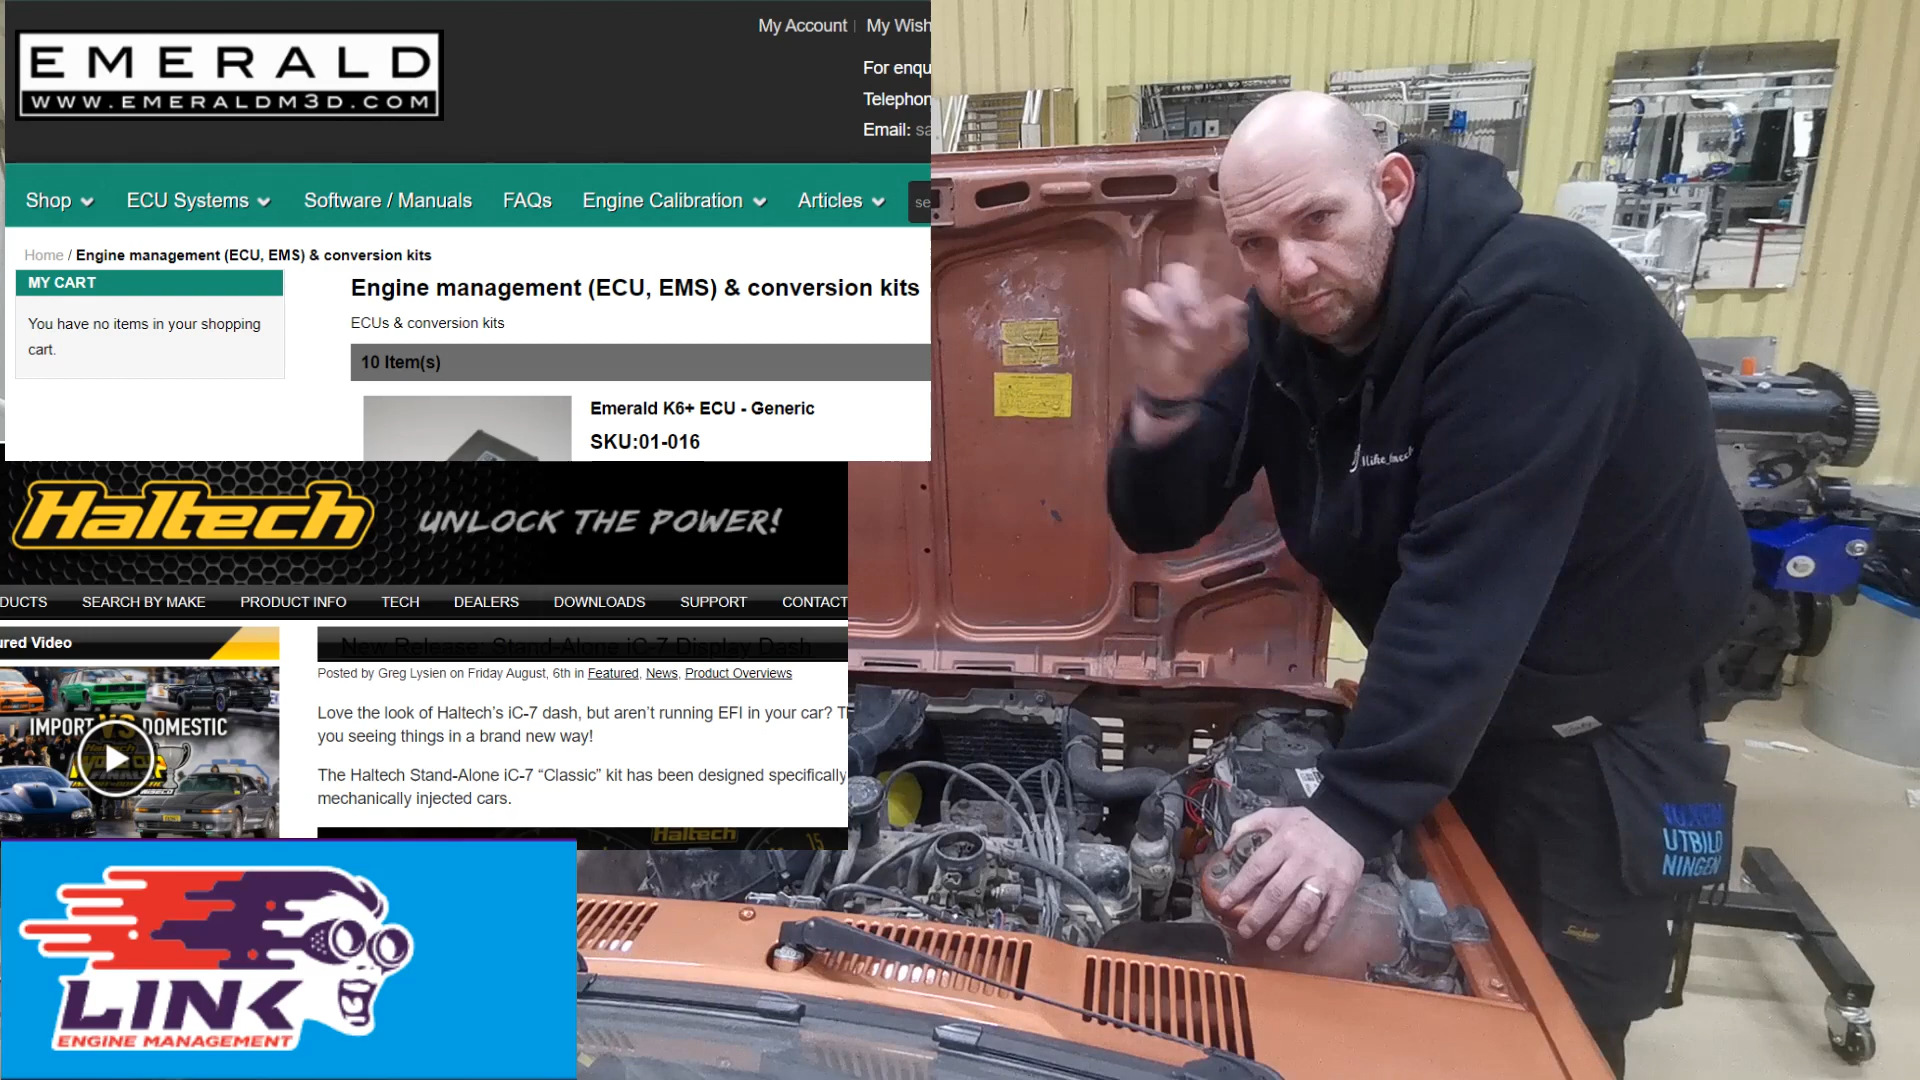 EMERALD
WWW.EMERALDM3D.COM
My Account
My Wish
For enqu
Telephon
Email: sa
Shop
ECU Systems
Software / Manuals
FAQs
Engine Calibration
Articles
se
Home / Engine management (ECU, EMS) & conversion kits
MY CART
You have no items in your shopping
cart.
Engine management (ECU, EMS) & conversion kits
ECUs & conversion kits
10 Item(s)
Emerald K6+ ECU - Generic
SKU:01-016
Haltech
UNLOCK THE POWER!
DUCTS
SEARCH BY MAKE
PRODUCT INFO
TECH
DEALERS
DOWNLOADS
SUPPORT
CONTACT
ured Video
IMPORT VS DOMESTIC
New Release: Stand-Alone iC-7 Display Dash
Posted by Greg Lysien on Friday August, 6th in Featured, News, Product Overviews
Love the look of Haltech's iC-7 dash, but aren't running EFI in your car? T
you seeing things in a brand new way!
The Haltech Stand-Alone iC-7 “Classic” kit has been designed specifically
mechanically injected cars.
Haltech
15
LINK
ENGINE MANAGEMENT
UTBILD
NINGEN